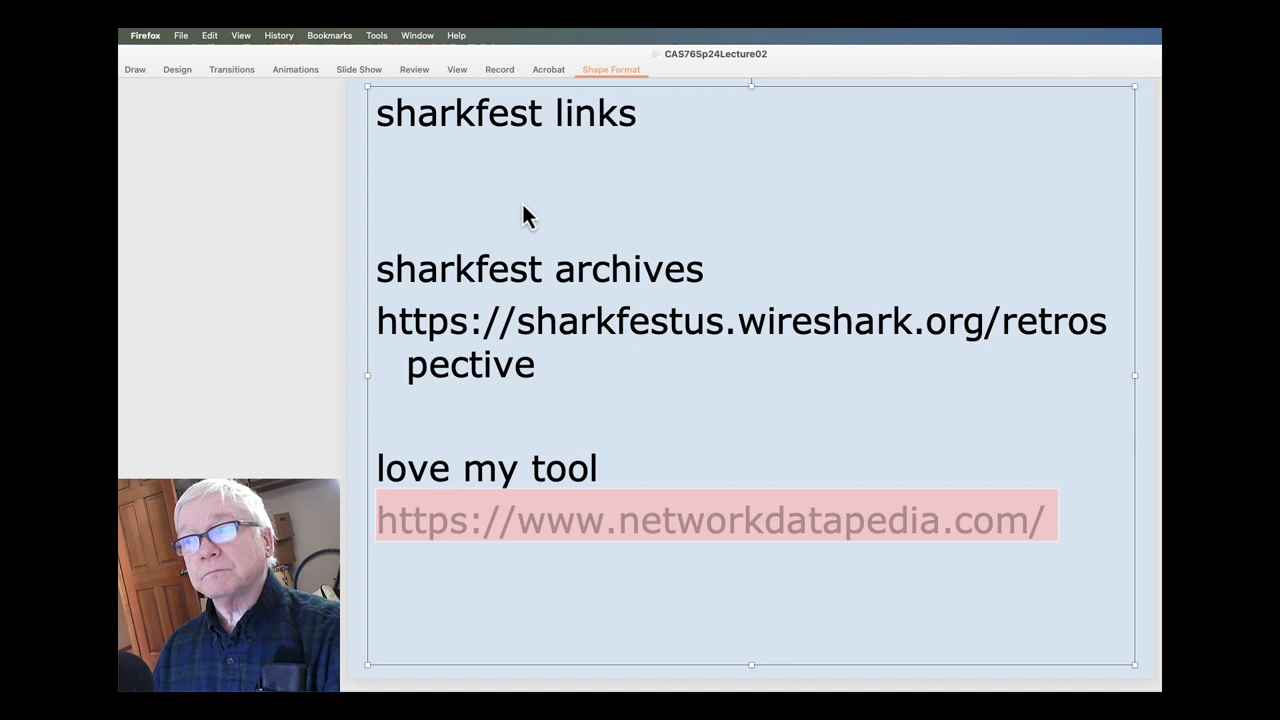 Firefox File Edit View History Bookmarks Tools Window Help
CAS76Sp24Lecture02
Draw Design Transitions Animations Slide Show Review View Record Acrobat Shape Format
sharkfest links
sharkfest archives
https://sharkfestus.wireshark.org/retros
pective
love my tool
https://www.networkdatapedia.com/